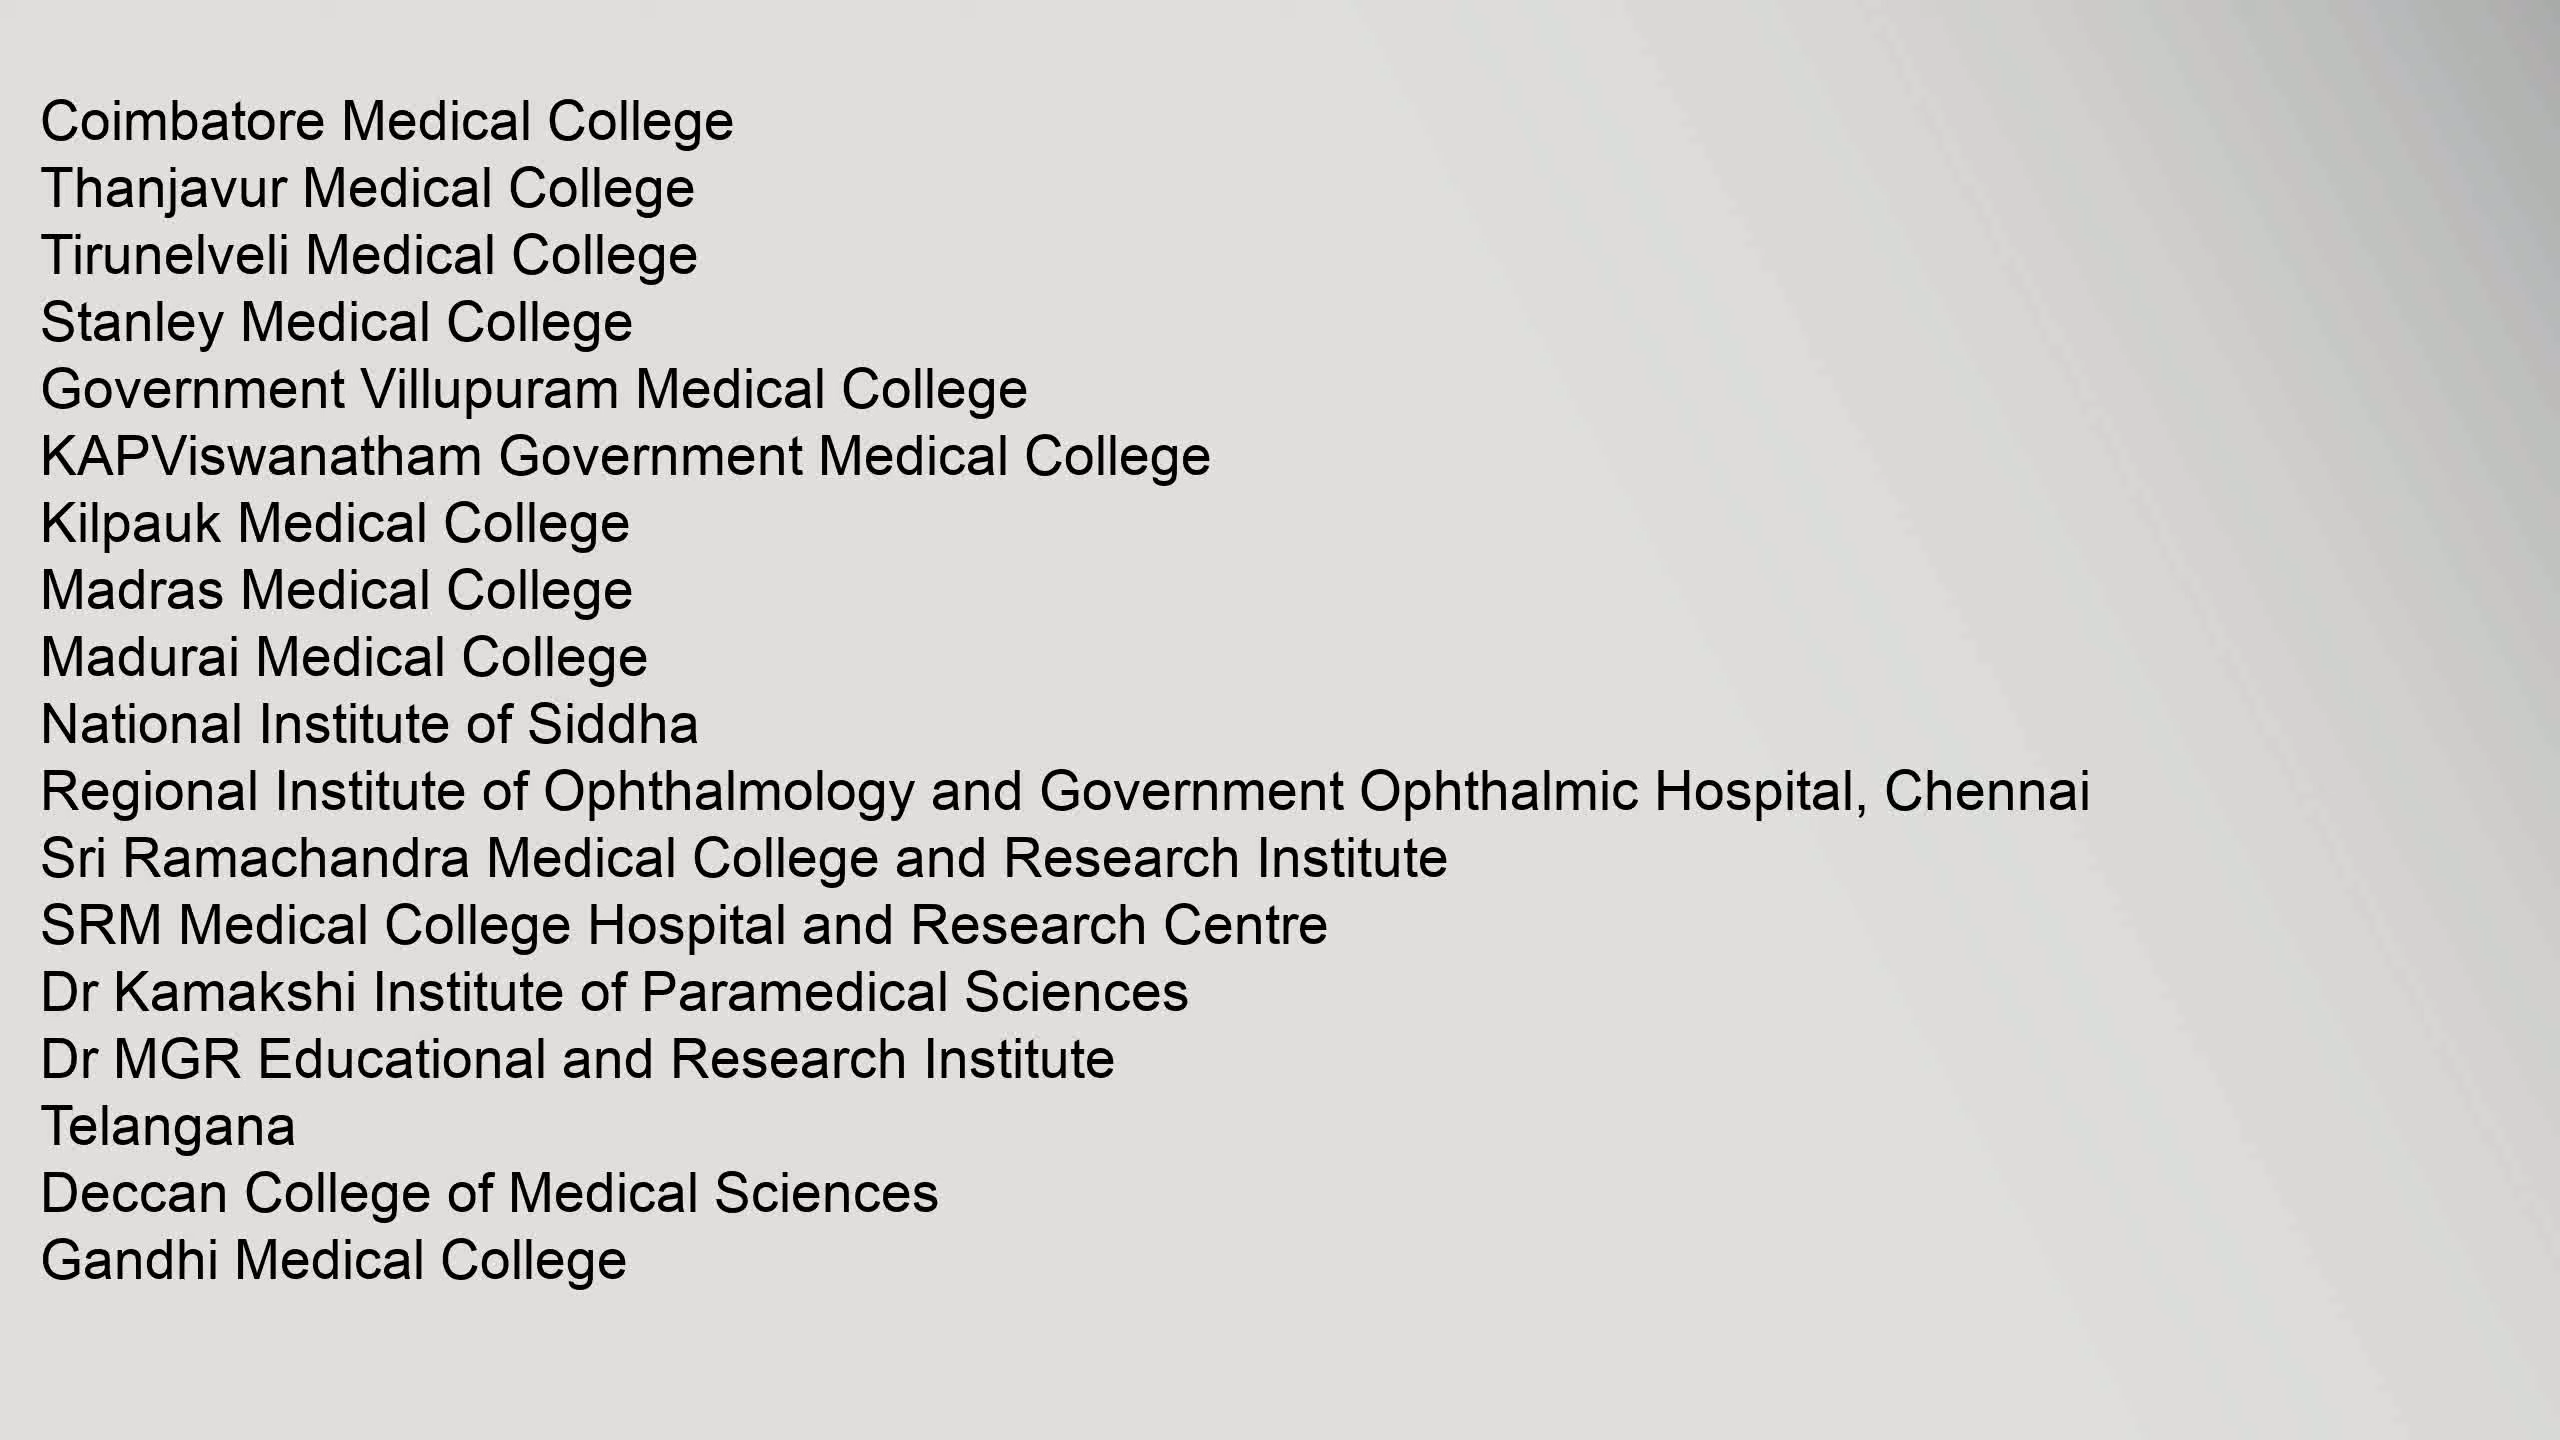 Coimbatore Medical College
Thanjavur Medical College
Tirunelveli Medical College
Stanley Medical College
Government Villupuram Medical College
KAPViswanatham Government Medical College
Kilpauk Medical College
Madras Medical College
Madurai Medical College
National Institute of Siddha
Regional Institute of Ophthalmology and Government Ophthalmic Hospital, Chennai
Sri Ramachandra Medical College and Research Institute
SRM Medical College Hospital and Research Centre
Dr Kamakshi Institute of Paramedical Sciences
Dr MGR Educational and Research Institute
Telangana
Deccan College of Medical Sciences
Gandhi Medical College